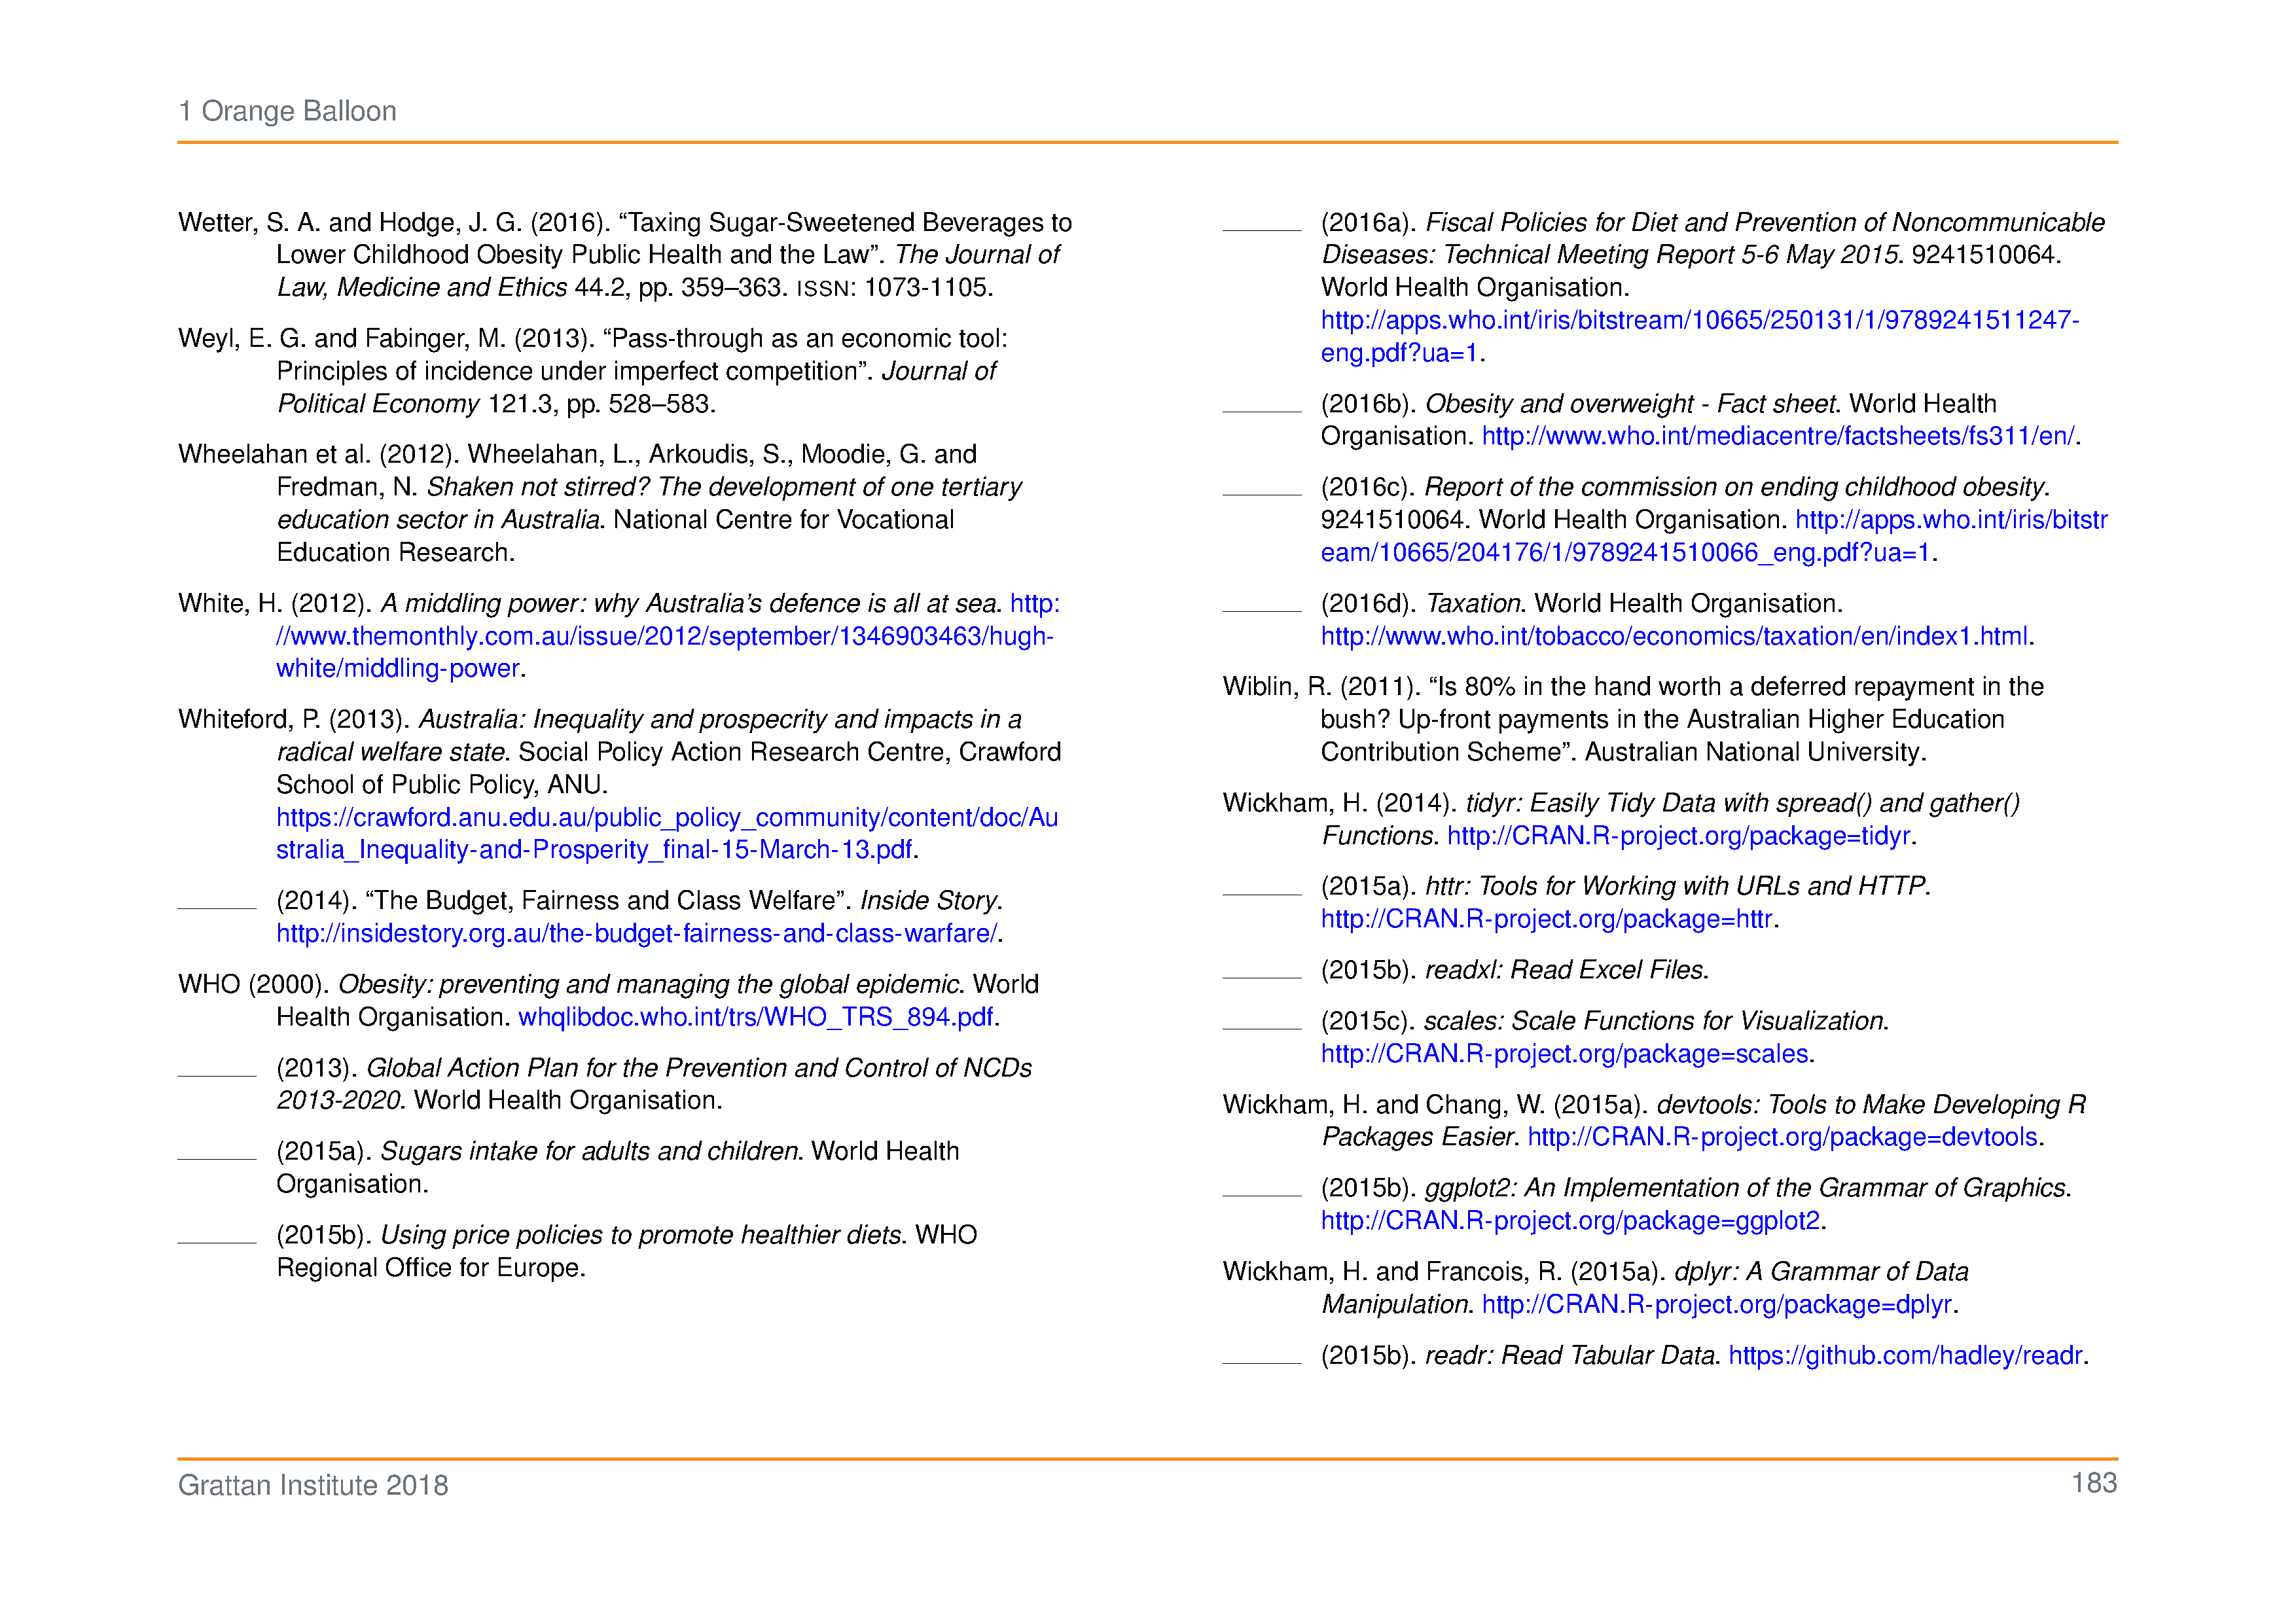 1 Orange Balloon
Wetter, S. A. and Hodge, J. G. (2016). “Taxing Sugar-Sweetened Beverages to
Lower Childhood Obesity Public Health and the Law”. The Journal of
Law, Medicine and Ethics 44.2, pp. 359–363. ISSN: 1073-1105.
Weyl, E. G. and Fabinger, M. (2013). “Pass-through as an economic tool:
Principles of incidence under imperfect competition”. Journal of
Political Economy 121.3, pp. 528–583.
Wheelahan et al. (2012). Wheelahan, L., Arkoudis, S., Moodie, G. and
Fredman, N. Shaken not stirred? The development of one tertiary
education sector in Australia. National Centre for Vocational
Education Research.
White, H. (2012). A middling power: why Australia’s defence is all at sea. http:
//www.themonthly.com.au/issue/2012/september/1346903463/hugh-
white/middling-power.
Whiteford, P. (2013). Australia: Inequality and prospecrity and impacts in a
radical welfare state. Social Policy Action Research Centre, Crawford
School of Public Policy, ANU.
https://crawford.anu.edu.au/public_policy_community/content/doc/Au
stralia_Inequality-and-Prosperity_final-15-March-13.pdf.
(2014). “The Budget, Fairness and Class Welfare”. Inside Story.
http://insidestory.org.au/the-budget-fairness-and-class-warfare/.
WHO (2000). Obesity: preventing and managing the global epidemic. World
Health Organisation. whqlibdoc.who.int/trs/WHO_TRS_894.pdf.
(2013). Global Action Plan for the Prevention and Control of NCDs
2013-2020. World Health Organisation.
(2015a). Sugars intake for adults and children. World Health
Organisation.
(2015b). Using price policies to promote healthier diets. WHO
Regional Office for Europe.
(2016a). Fiscal Policies for Diet and Prevention of Noncommunicable
Diseases: Technical Meeting Report 5-6 May 2015. 9241510064.
World Health Organisation.
http://apps.who.int/iris/bitstream/10665/250131/1/9789241511247-
eng.pdf?ua=1.
(2016b). Obesity and overweight - Fact sheet. World Health
Organisation. http://www.who.int/mediacentre/factsheets/fs311/en/.
(2016c). Report of the commission on ending childhood obesity.
9241510064. World Health Organisation. http://apps.who.int/iris/bitstr
eam/10665/204176/1/9789241510066_eng.pdf?ua=1.
(2016d). Taxation. World Health Organisation.
http://www.who.int/tobacco/economics/taxation/en/index1.html.
Wiblin, R. (2011). “Is 80% in the hand worth a deferred repayment in the
bush? Up-front payments in the Australian Higher Education
Contribution Scheme”. Australian National University.
Wickham, H. (2014). tidyr: Easily Tidy Data with spread() and gather()
Functions. http://CRAN.R-project.org/package=tidyr.
(2015a). httr: Tools for Working with URLs and HTTP.
http://CRAN.R-project.org/package=httr.
(2015b). readxl: Read Excel Files.
(2015c). scales: Scale Functions for Visualization.
http://CRAN.R-project.org/package=scales.
Wickham, H. and Chang, W. (2015a). devtools: Tools to Make Developing R
Packages Easier. http://CRAN.R-project.org/package=devtools.
(2015b). ggplot2: An Implementation of the Grammar of Graphics.
http://CRAN.R-project.org/package=ggplot2.
Wickham, H. and Francois, R. (2015a). dplyr: A Grammar of Data
Manipulation. http://CRAN.R-project.org/package=dplyr.
(2015b). readr: Read Tabular Data. https://github.com/hadley/readr.
Grattan Institute 2018
183